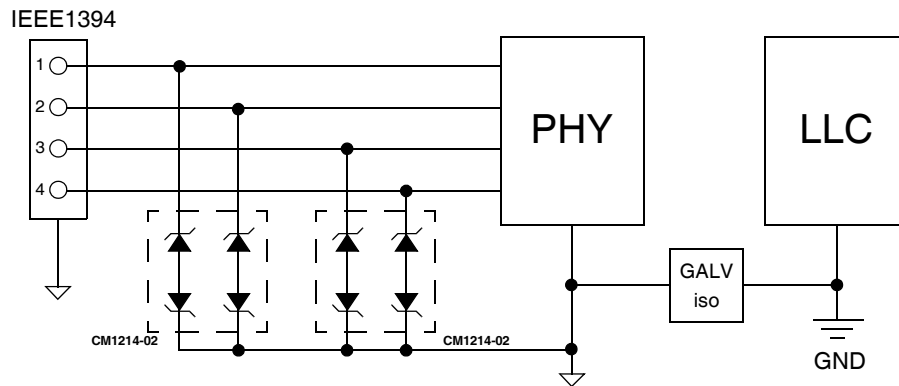 IEEE1394
1
2
3
4
PHY
LLC
GALV
iso
CM1214-02
CM1214-02
GND